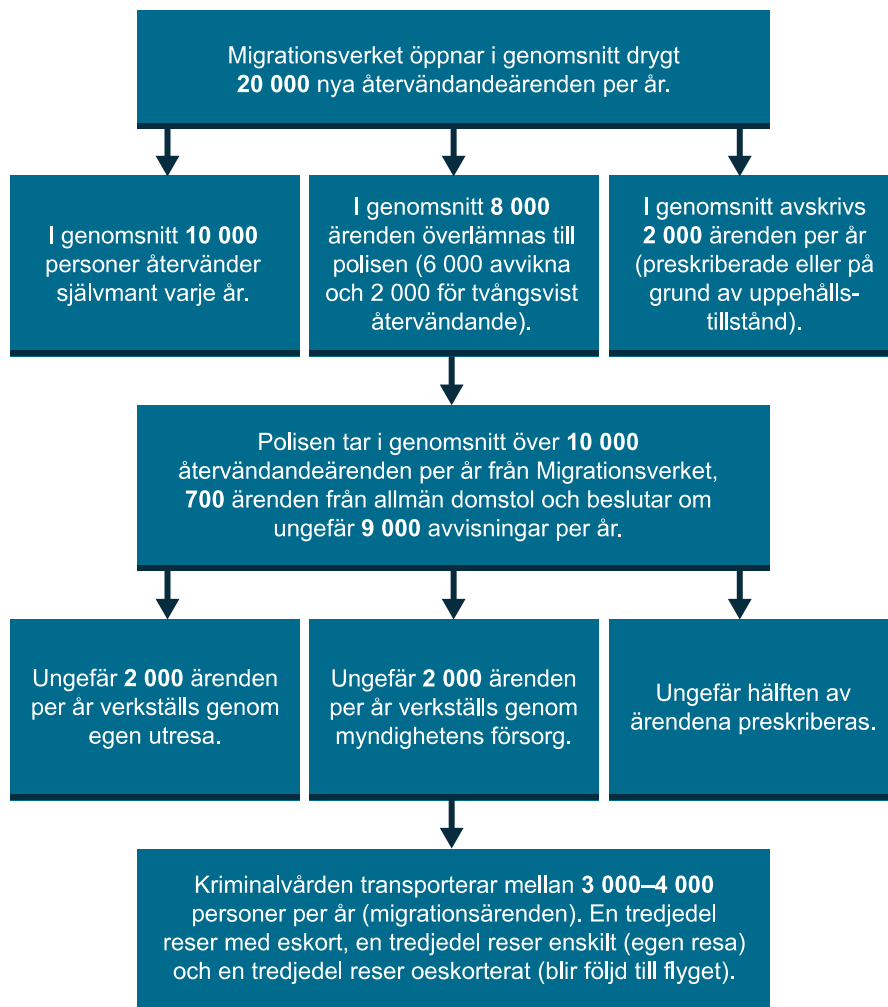 Migrationsverket öppnar i genomsnitt drygt
20 000 nya återvändandeärenden per år.
I genomsnitt 10 000
personer återvänder
självmant varje år.
I genomsnitt 8 000
ärenden överlämnas till
polisen (6 000 avvikna
och 2 000 för tvångsvist
återvändande).
I genomsnitt avskrivs
2 000 ärenden per år
(preskriberade eller på
grund av uppehålls-
tillstånd).
Polisen tar i genomsnitt över 10 000
återvändandeärenden per år från Migrationsverket,
700 ärenden från allmän domstol och beslutar om
ungefär 9 000 avvisningar per år.
Ungefär 2 000 ärenden
per år verkställs genom
egen utresa.
Ungefär 2 000 ärenden
per år verkställs genom
myndighetens försorg.
Ungefär hälften av
ärendena preskriberas.
Kriminalvården transporterar mellan 3 000–4 000
personer per år (migrationsärenden). En tredjedel
reser med eskort, en tredjedel reser enskilt (egen resa)
och en tredjedel reser oeskorterat (blir följd till flyget).